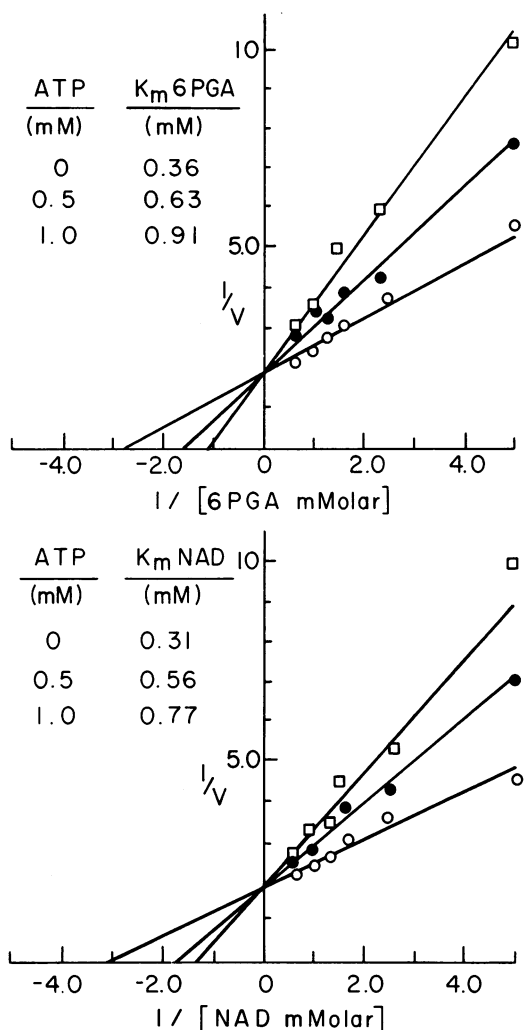 10
ATP Km 6PGA
(mM) (mM)
0 0.36
0.5 0.63
1.0 0.91
5.0
1/V
-4.0 -2.0 0 2.0 4.0
1/ [6PGA mMolar]
ATP Km NAD
(mM) (mM)
10
0 0.31
0.5 0.56
1.0 0.77
5.0
1/V
-4.0 -2.0 0 2.0 4.0
1/ [NAD mMolar]